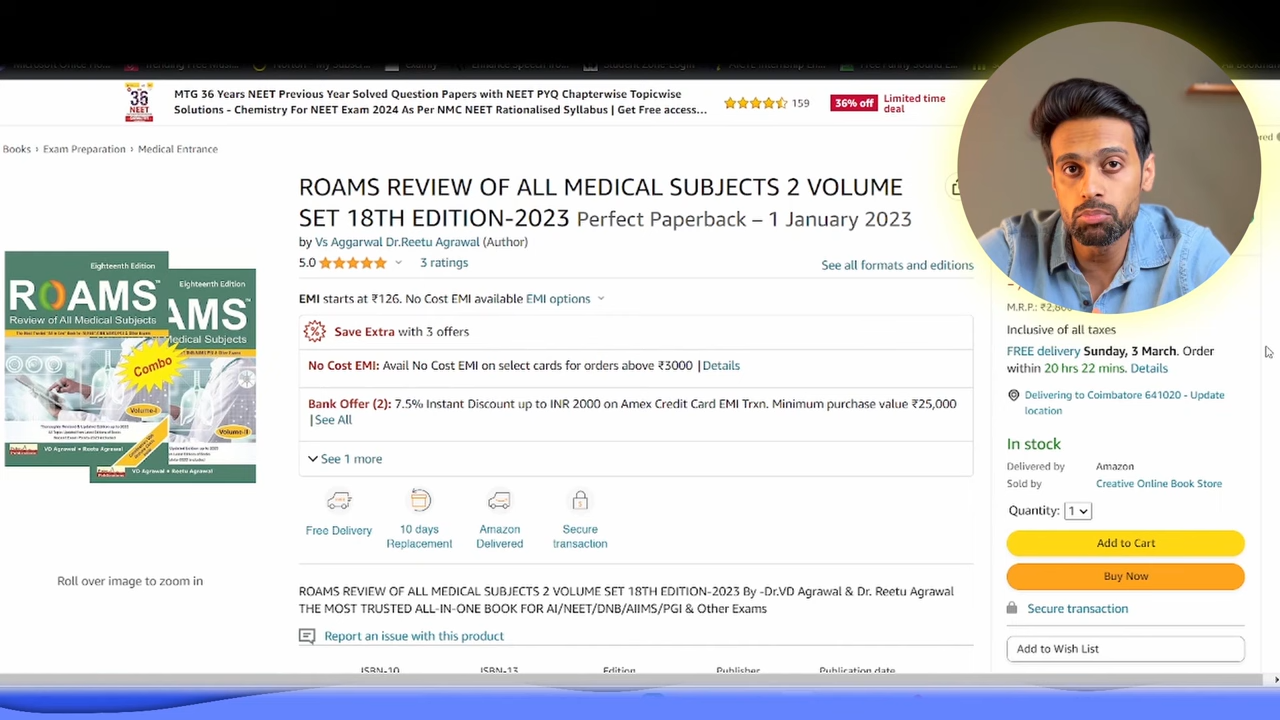 MTG 36 Years NEET Previous Year Solved Question Papers with NEET PYQ Chapterwise Topicwise
Solutions - Chemistry For NEET Exam 2024 As Per NMC NEET Rationalised Syllabus | Get Free access...
159
36% off
Limited time
deal
36
NEET
Books › Exam Preparation › Medical Entrance
ROAMS REVIEW OF ALL MEDICAL SUBJECTS 2 VOLUME
SET 18TH EDITION-2023 Perfect Paperback – 1 January 2023
by Vs Aggarwal Dr.Reetu Agrawal (Author)
5.0
3 ratings
See all formats and editions
EMI starts at ₹126. No Cost EMI available EMI options
Save Extra with 3 offers
No Cost EMI: Avail No Cost EMI on select cards for orders above ₹3000 | Details
Bank Offer (2): 7.5% Instant Discount up to INR 2000 on Amex Credit Card EMI Trxn. Minimum purchase value ₹25,000
| See All
See 1 more
Free Delivery
10 days
Replacement
Amazon
Delivered
Secure
transaction
ROAMS REVIEW OF ALL MEDICAL SUBJECTS 2 VOLUME SET 18TH EDITION-2023 By -Dr.VD Agrawal & Dr. Reetu Agrawal
THE MOST TRUSTED ALL-IN-ONE BOOK FOR AI/NEET/DNB/AIIMS/PGI & Other Exams
Report an issue with this product
ISBN-10
ISBN-13
Edition
Publisher
Publication date
Eighteenth Edition
ROAMS
Review of All Medical Subjects
Combo
Volume-I
VD Agrawal • Reetu Agrawal
Eighteenth Edition
AMS
Medical Subjects
VD Agrawal • Reetu Agrawal
Roll over image to zoom in
M.R.P.:
Inclusive of all taxes
FREE delivery Sunday, 3 March. Order
within 20 hrs 22 mins. Details
Delivering to Coimbatore 641020 - Update
location
In stock
Delivered by Amazon
Sold by Creative Online Book Store
Quantity: 1
Add to Cart
Buy Now
Secure transaction
Add to Wish List